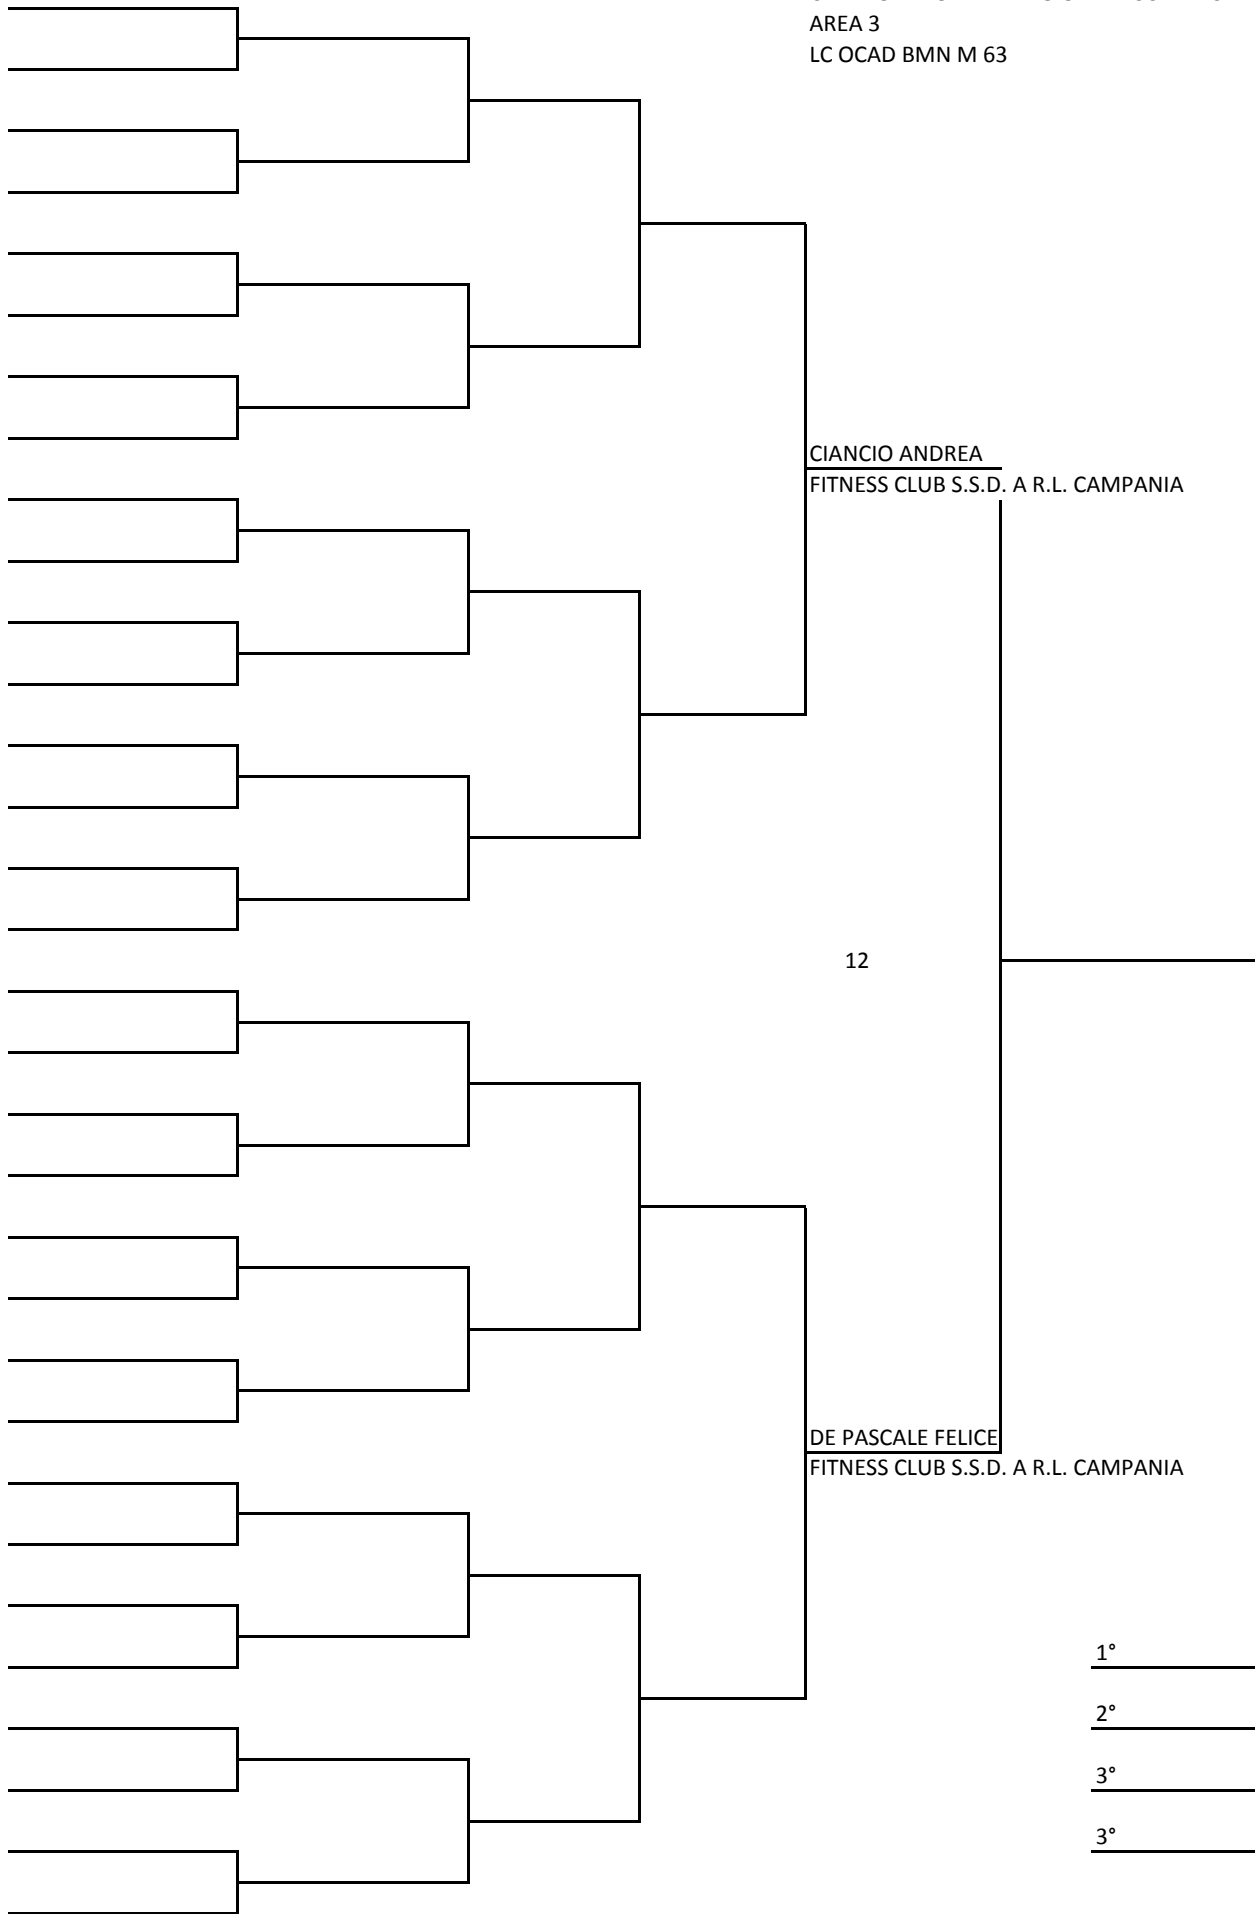 AREA 3
LC OCAD BMN M 63
CIANCIO ANDREA
FITNESS CLUB S.S.D. A R.L. CAMPANIA
12
DE PASCALE FELICE
FITNESS CLUB S.S.D. A R.L. CAMPANIA
1°
2°
3°
3°